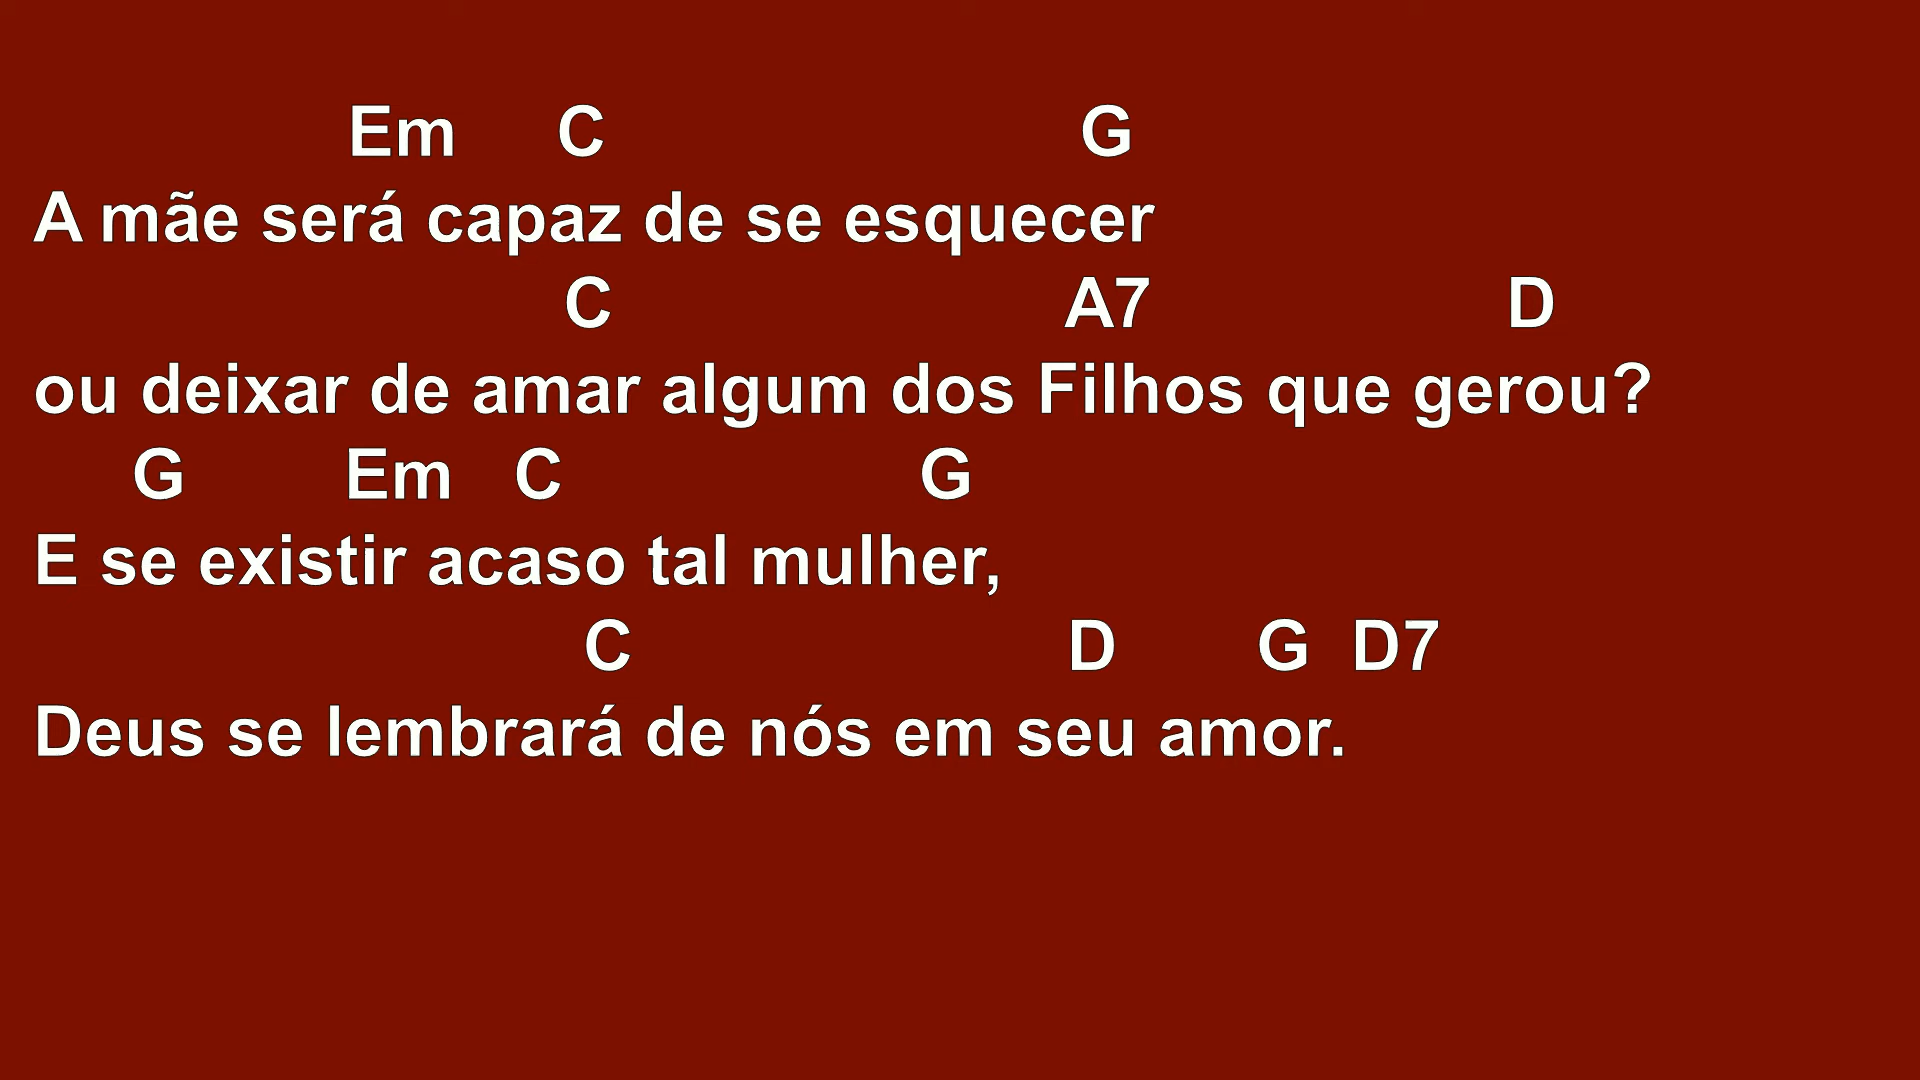 Em C G
A mãe será capaz de se esquecer
C A7 D
ou deixar de amar algum dos Filhos que gerou?
G Em C G
E se existir acaso tal mulher,
C D G D7
Deus se lembrará de nós em seu amor.